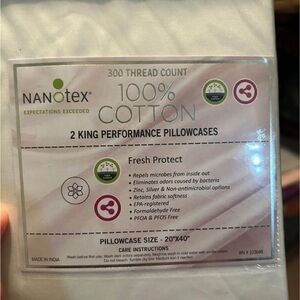 NANOTEX®
EXPECTATIONS EXCEEDED
300 THREAD COUNT
100%
COTTON
2 KING PERFORMANCE PILLOWCASES
Fresh Protect
• Repels microbes from inside out
• Eliminates odors caused by bacteria
• Zinc, Silver & Non-antimicrobial options
• Retains fabric softness
• EPA-registered
• Formaldehyde Free
• PFOA & PFOS Free
PILLOWCASE SIZE - 20"X40"
CARE INSTRUCTIONS
MADE IN INDIA